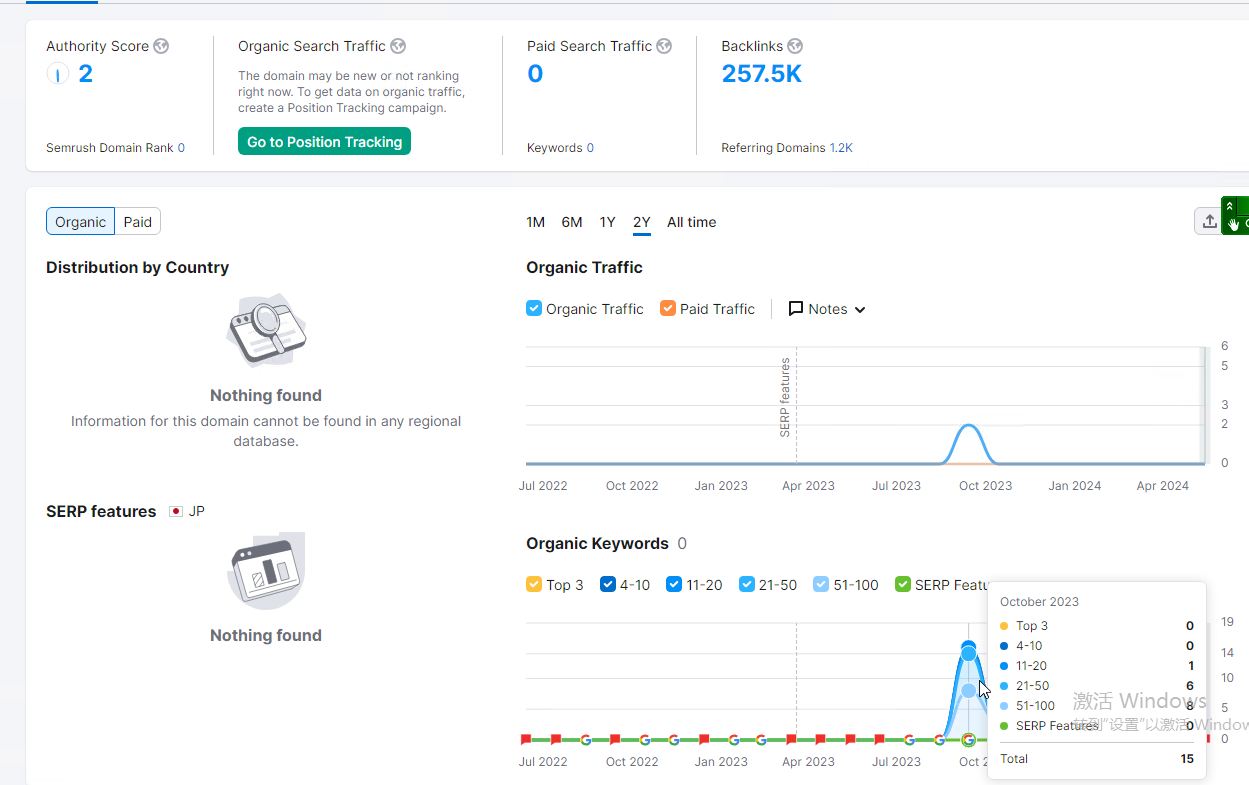 Authority Score
2
Semrush Domain Rank 0
Organic Search Traffic
The domain may be new or not ranking
right now. To get data on organic traffic,
create a Position Tracking campaign.
Go to Position Tracking
Paid Search Traffic
0
Keywords 0
Backlinks
257.5K
Referring Domains 1.2K
Organic Paid
1M 6M 1Y 2Y All time
Distribution by Country
Nothing found
Information for this domain cannot be found in any regional
database.
SERP features JP
Nothing found
Organic Traffic
Organic Traffic Paid Traffic Notes
SERP features
6
5
3
2
0
Jul 2022 Oct 2022 Jan 2023 Apr 2023 Jul 2023 Oct 2023 Jan 2024 Apr 2024
Organic Keywords 0
Top 3 4-10 11-20 21-50 51-100 SERP Featu
19
14
10
5
0
Jul 2022 Oct 2022 Jan 2023 Apr 2023 Jul 2023 Oct 2
October 2023
Top 3 0
4-10 0
11-20 1
21-50 6
51-100 8
SERP Features 0
Total 15
激活 Windows
转到"设置"以激活 Window